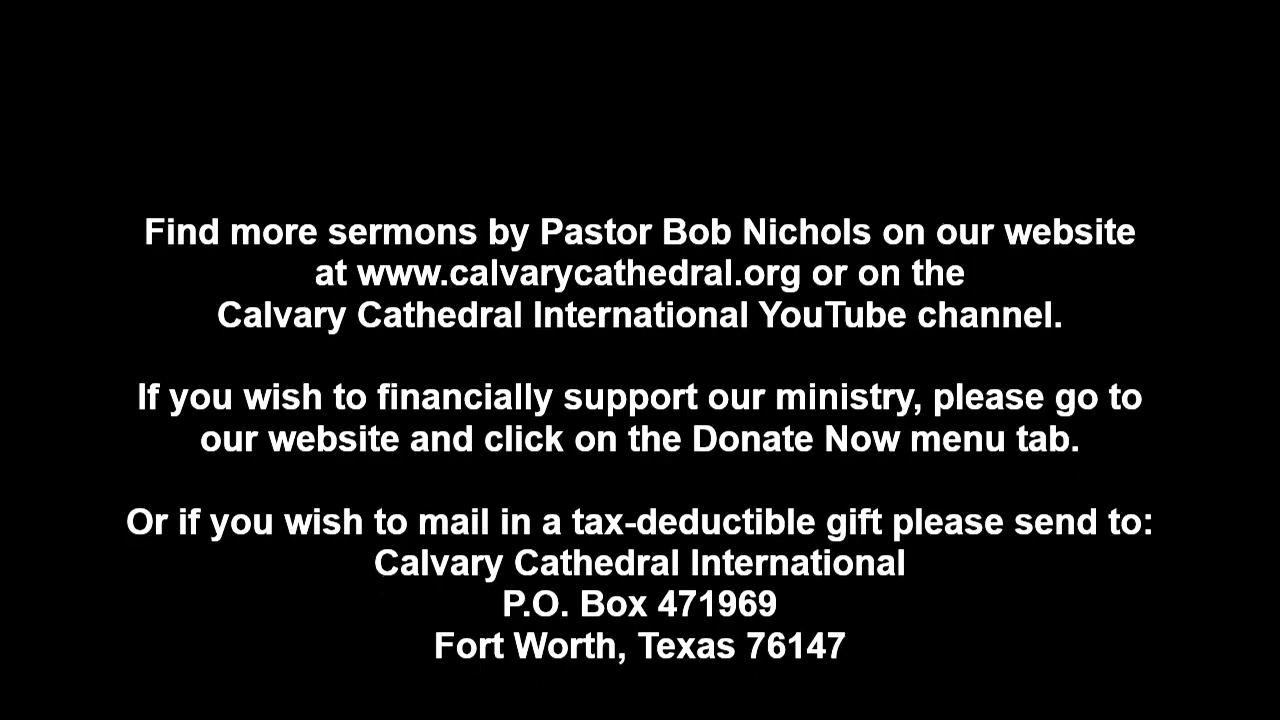 Find more sermons by Pastor Bob Nichols on our website
at www.calvarycathedral.org or on the
Calvary Cathedral International YouTube channel.
If you wish to financially support our ministry, please go to
our website and click on the Donate Now menu tab.
Or if you wish to mail in a tax-deductible gift please send to:
Calvary Cathedral International
P.O. Box 471969
Fort Worth, Texas 76147